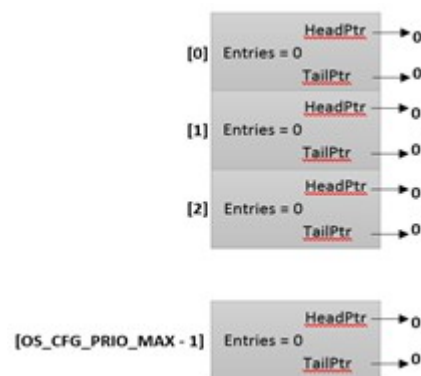 HeadPtr 0
[0] Entries = 0
TailPtr 0
HeadPtr 0
[1] Entries = 0
TailPtr 0
HeadPtr 0
[2] Entries = 0
TailPtr 0
HeadPtr 0
[OS_CFG_PRIO_MAX - 1] Entries = 0
TailPtr 0